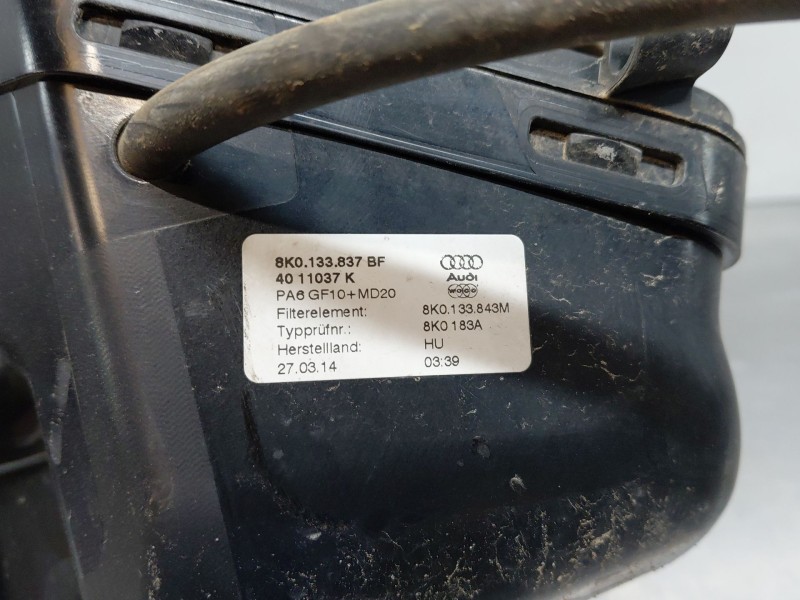 8K0.133.837 BF
40 11037 K Audi
PA6 GF10+MD20
Filterelement: 8K0.133.843M
Typprüfnr.: 8K0 183A
Herstellland: HU
27.03.14 03:39